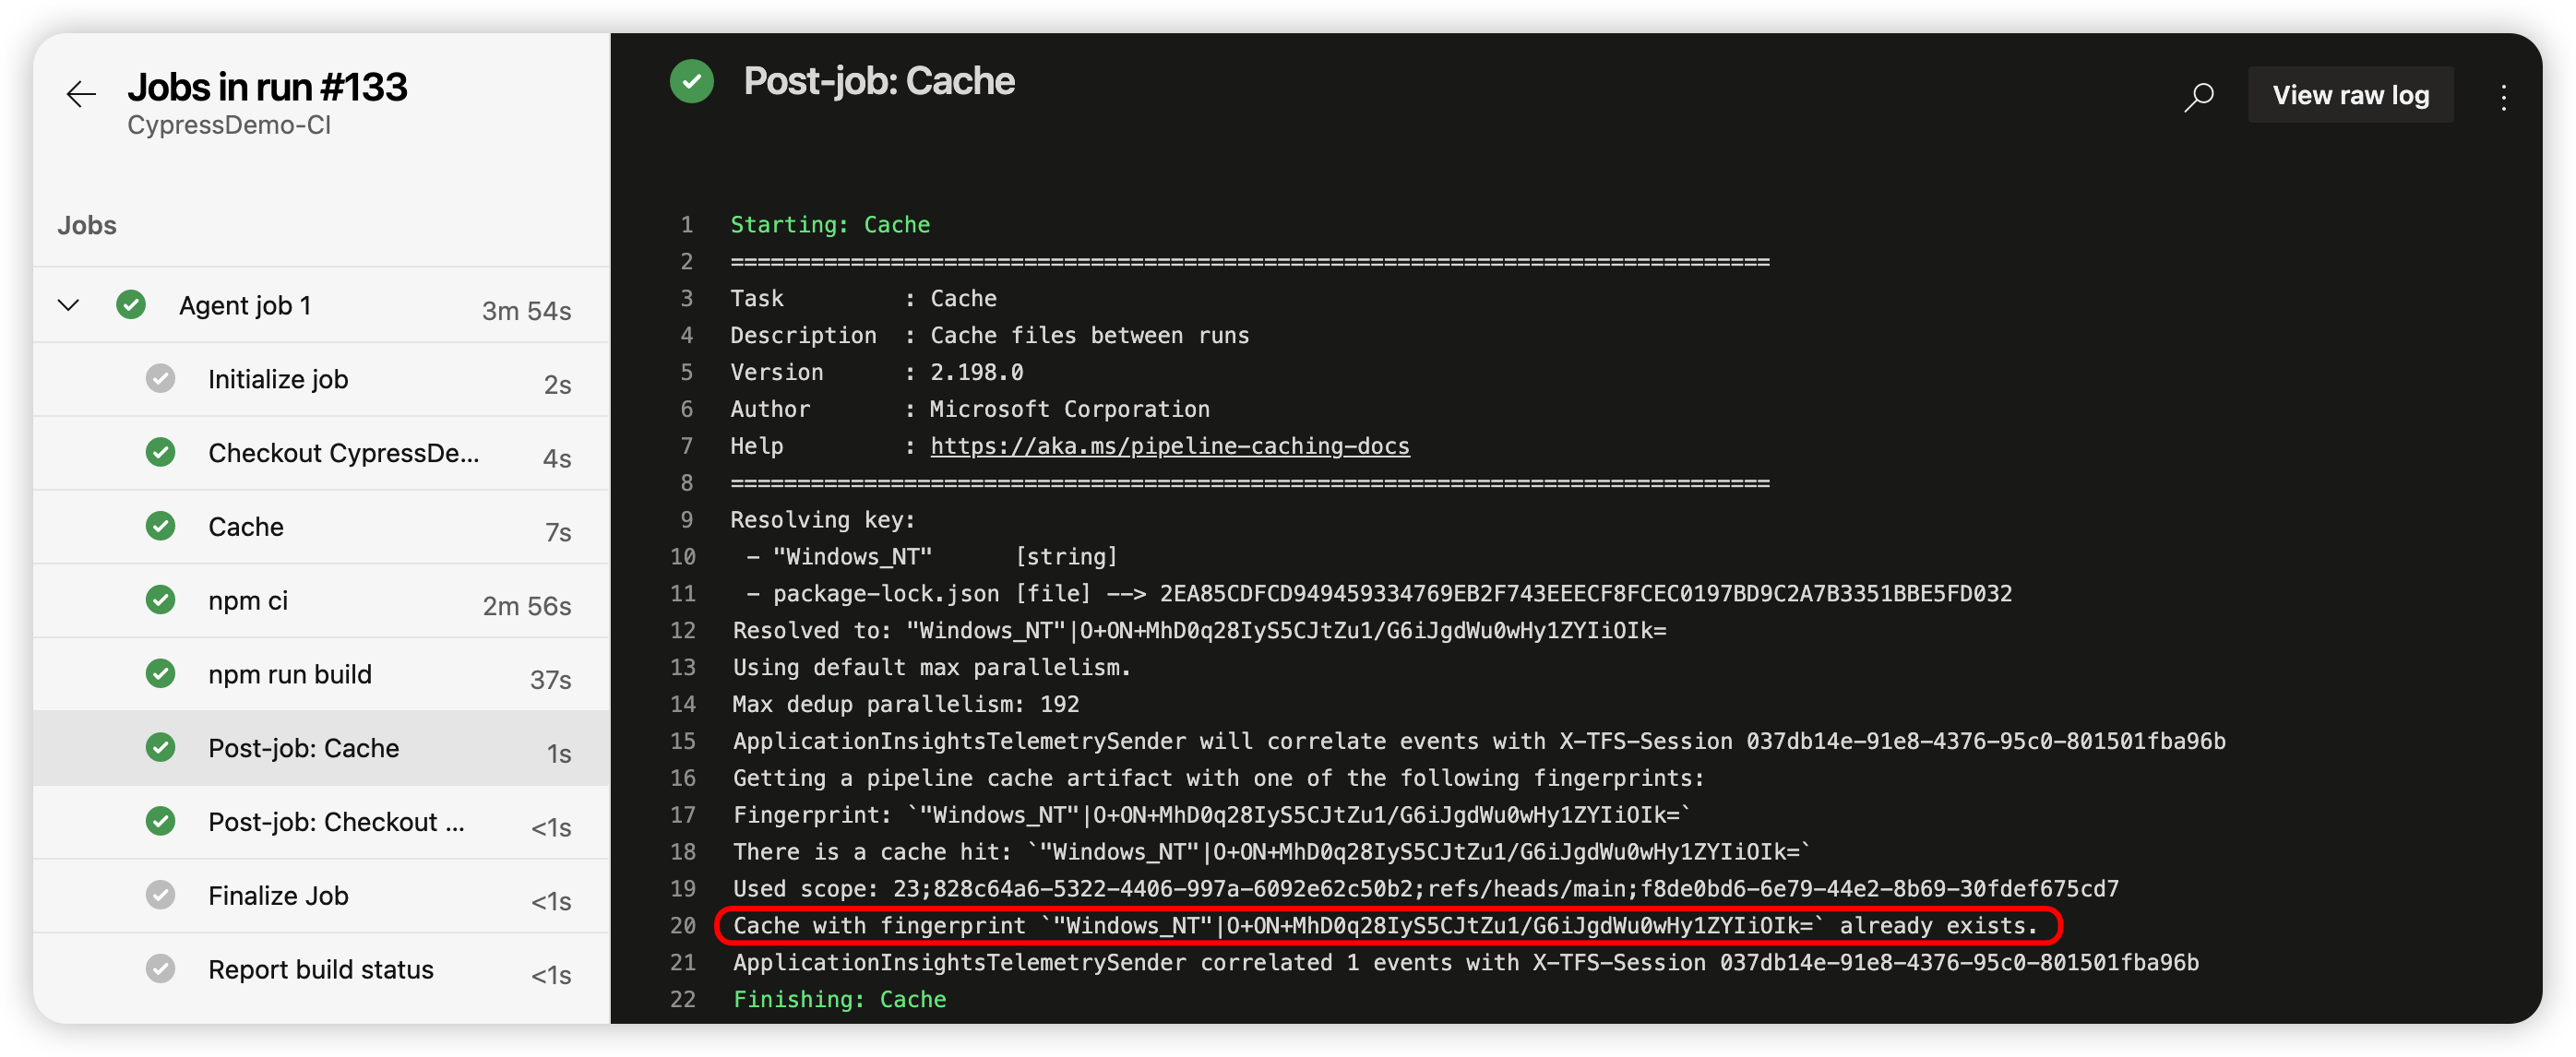 Jobs in run #133
CypressDemo-CI
Jobs
Agent job 1 3m 54s
Initialize job 2s
Checkout CypressDe... 4s
Cache 7s
npm ci 2m 56s
npm run build 37s
Post-job: Cache 1s
Post-job: Checkout ... <1s
Finalize Job <1s
Report build status <1s
Post-job: Cache
View raw log
1 Starting: Cache
2 ==============================================================================
3 Task : Cache
4 Description : Cache files between runs
5 Version : 2.198.0
6 Author : Microsoft Corporation
7 Help : https://aka.ms/pipeline-caching-docs
8 ==============================================================================
9 Resolving key:
10 - "Windows_NT" [string]
11 - package-lock.json [file] --> 2EA85CDFCD949459334769EB2F743EEECF8FCEC0197BD9C2A7B3351BBE5FD032
12 Resolved to: "Windows_NT"|O+ON+MhD0q28IyS5CJtZu1/G6iJgdWu0wHy1ZYIiOIk=
13 Using default max parallelism.
14 Max dedup parallelism: 192
15 ApplicationInsightsTelemetrySender will correlate events with X-TFS-Session 037db14e-91e8-4376-95c0-801501fba96b
16 Getting a pipeline cache artifact with one of the following fingerprints:
17 Fingerprint: `"Windows_NT"|O+ON+MhD0q28IyS5CJtZu1/G6iJgdWu0wHy1ZYIiOIk=`
18 There is a cache hit: `"Windows_NT"|O+ON+MhD0q28IyS5CJtZu1/G6iJgdWu0wHy1ZYIiOIk=`
19 Used scope: 23;828c64a6-5322-4406-997a-6092e62c50b2;refs/heads/main;f8de0bd6-6e79-44e2-8b69-30fdef675cd7
20 Cache with fingerprint `"Windows_NT"|O+ON+MhD0q28IyS5CJtZu1/G6iJgdWu0wHy1ZYIiOIk=` already exists.
21 ApplicationInsightsTelemetrySender correlated 1 events with X-TFS-Session 037db14e-91e8-4376-95c0-801501fba96b
22 Finishing: Cache